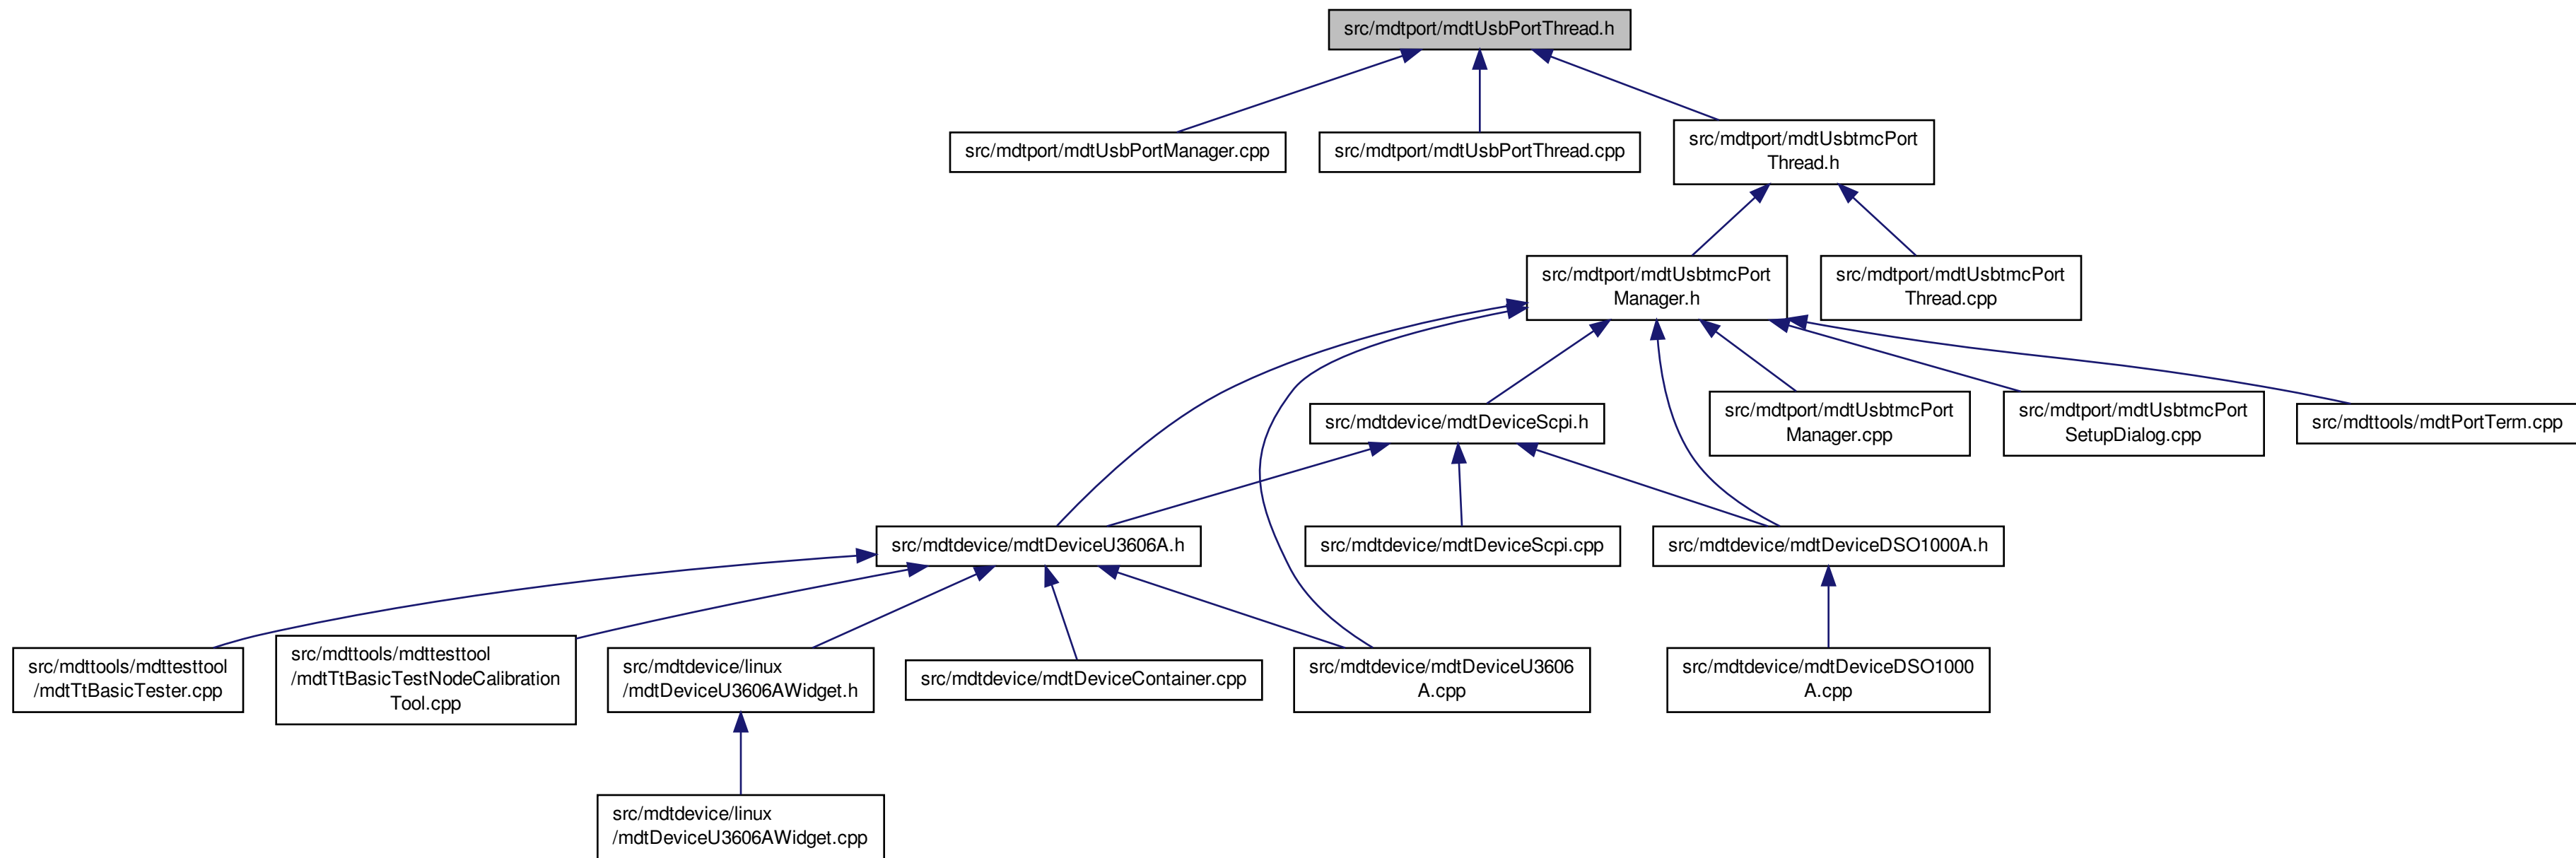 src/mdtport/mdtUsbPortThread.h
src/mdtport/mdtUsbPortManager.cpp
src/mdtport/mdtUsbPortThread.cpp
src/mdtport/mdtUsbtmcPort
Thread.h
src/mdtport/mdtUsbtmcPort
Manager.h
src/mdtport/mdtUsbtmcPort
Thread.cpp
src/mdtdevice/mdtDeviceScpi.h
src/mdtport/mdtUsbtmcPort
Manager.cpp
src/mdtport/mdtUsbtmcPort
SetupDialog.cpp
src/mdttools/mdtPortTerm.cpp
src/mdtdevice/mdtDeviceU3606A.h
src/mdtdevice/mdtDeviceScpi.cpp
src/mdtdevice/mdtDeviceDSO1000A.h
src/mdttools/mdttesttool
/mdtTtBasicTester.cpp
src/mdttools/mdttesttool
/mdtTtBasicTestNodeCalibration
Tool.cpp
src/mdtdevice/linux
/mdtDeviceU3606AWidget.h
src/mdtdevice/mdtDeviceContainer.cpp
src/mdtdevice/mdtDeviceU3606
A.cpp
src/mdtdevice/mdtDeviceDSO1000
A.cpp
src/mdtdevice/linux
/mdtDeviceU3606AWidget.cpp